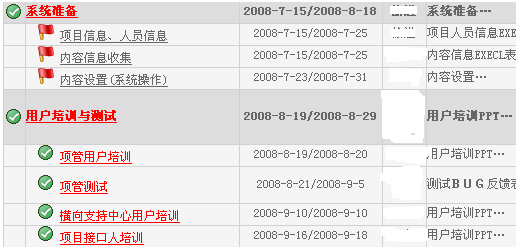 系统准备 2008-7-15/2008-8-18 系统准备…
项目信息、人员信息 2008-7-15/2008-7-25 项目人员信息EXE
内容信息收集 2008-7-15/2008-7-25 内容信息EXECL表
内容设置(系统操作) 2008-7-23/2008-7-31 内容设置…
用户培训与测试 2008-8-19/2008-8-29 用户培训PPT…
项管用户培训 2008-8-19/2008-8-20 用户培训PPT…
项管测试 2008-8-21/2008-9-5 测试BUG反馈表
横向支持中心用户培训 2008-9-10/2008-9-10 用户培训PPT…
项目接口人培训 2008-9-16/2008-9-18 用户培训PPT…